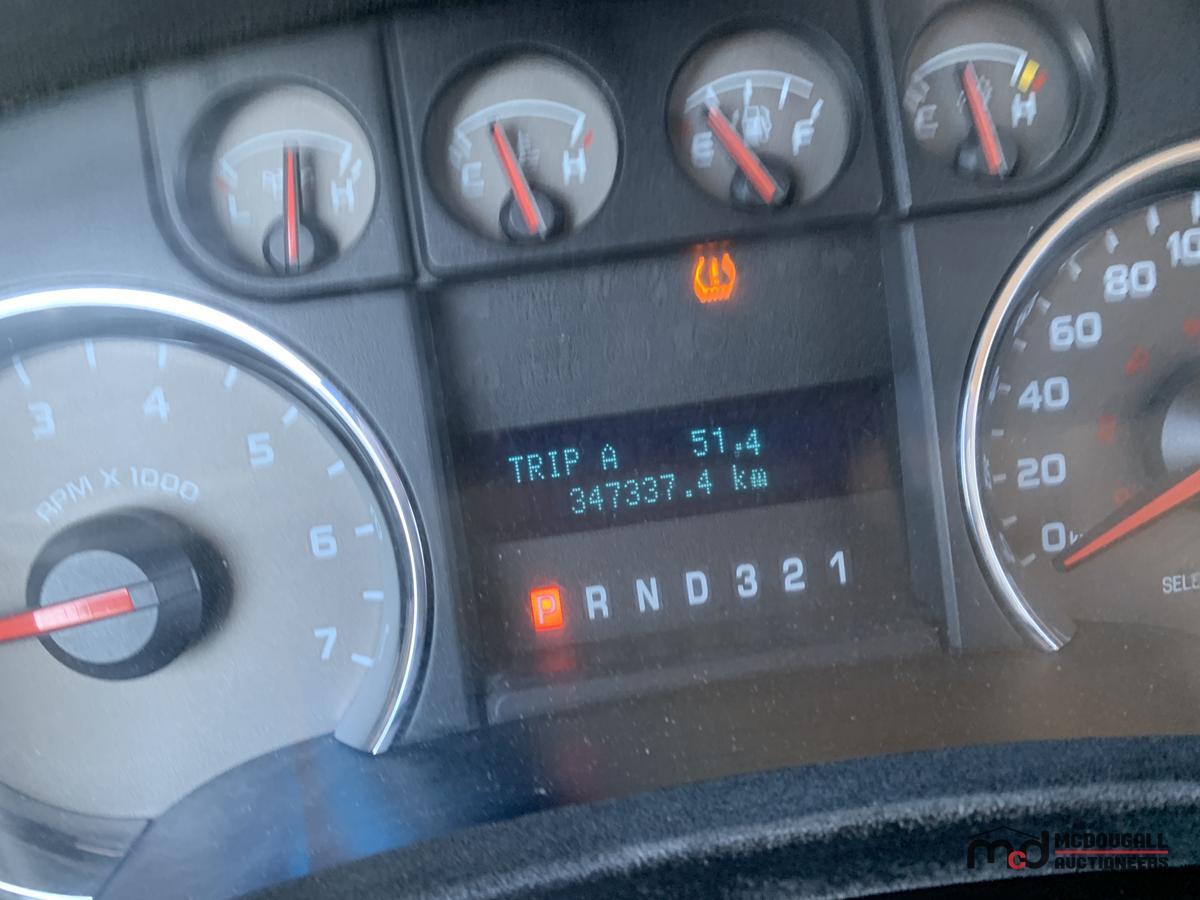 L H
C H
E F
C H
3 4 5 6 7
RPM X 1000
TRIP A 51.4
347337.4 km
P R N D 3 2 1
0 20 40 60 80
mcd MCDOUGALL
AUCTIONEERS